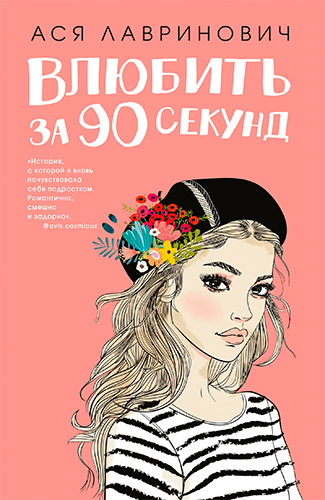 АСЯ ЛАВРИНОВИЧ
ВЛЮБИТЬ
ЗА 90 СЕКУНД
«История,
с которой я вновь
почувствовала
себя подростком.
Романтично,
смешно
и задорно».
@avis.cosmicus